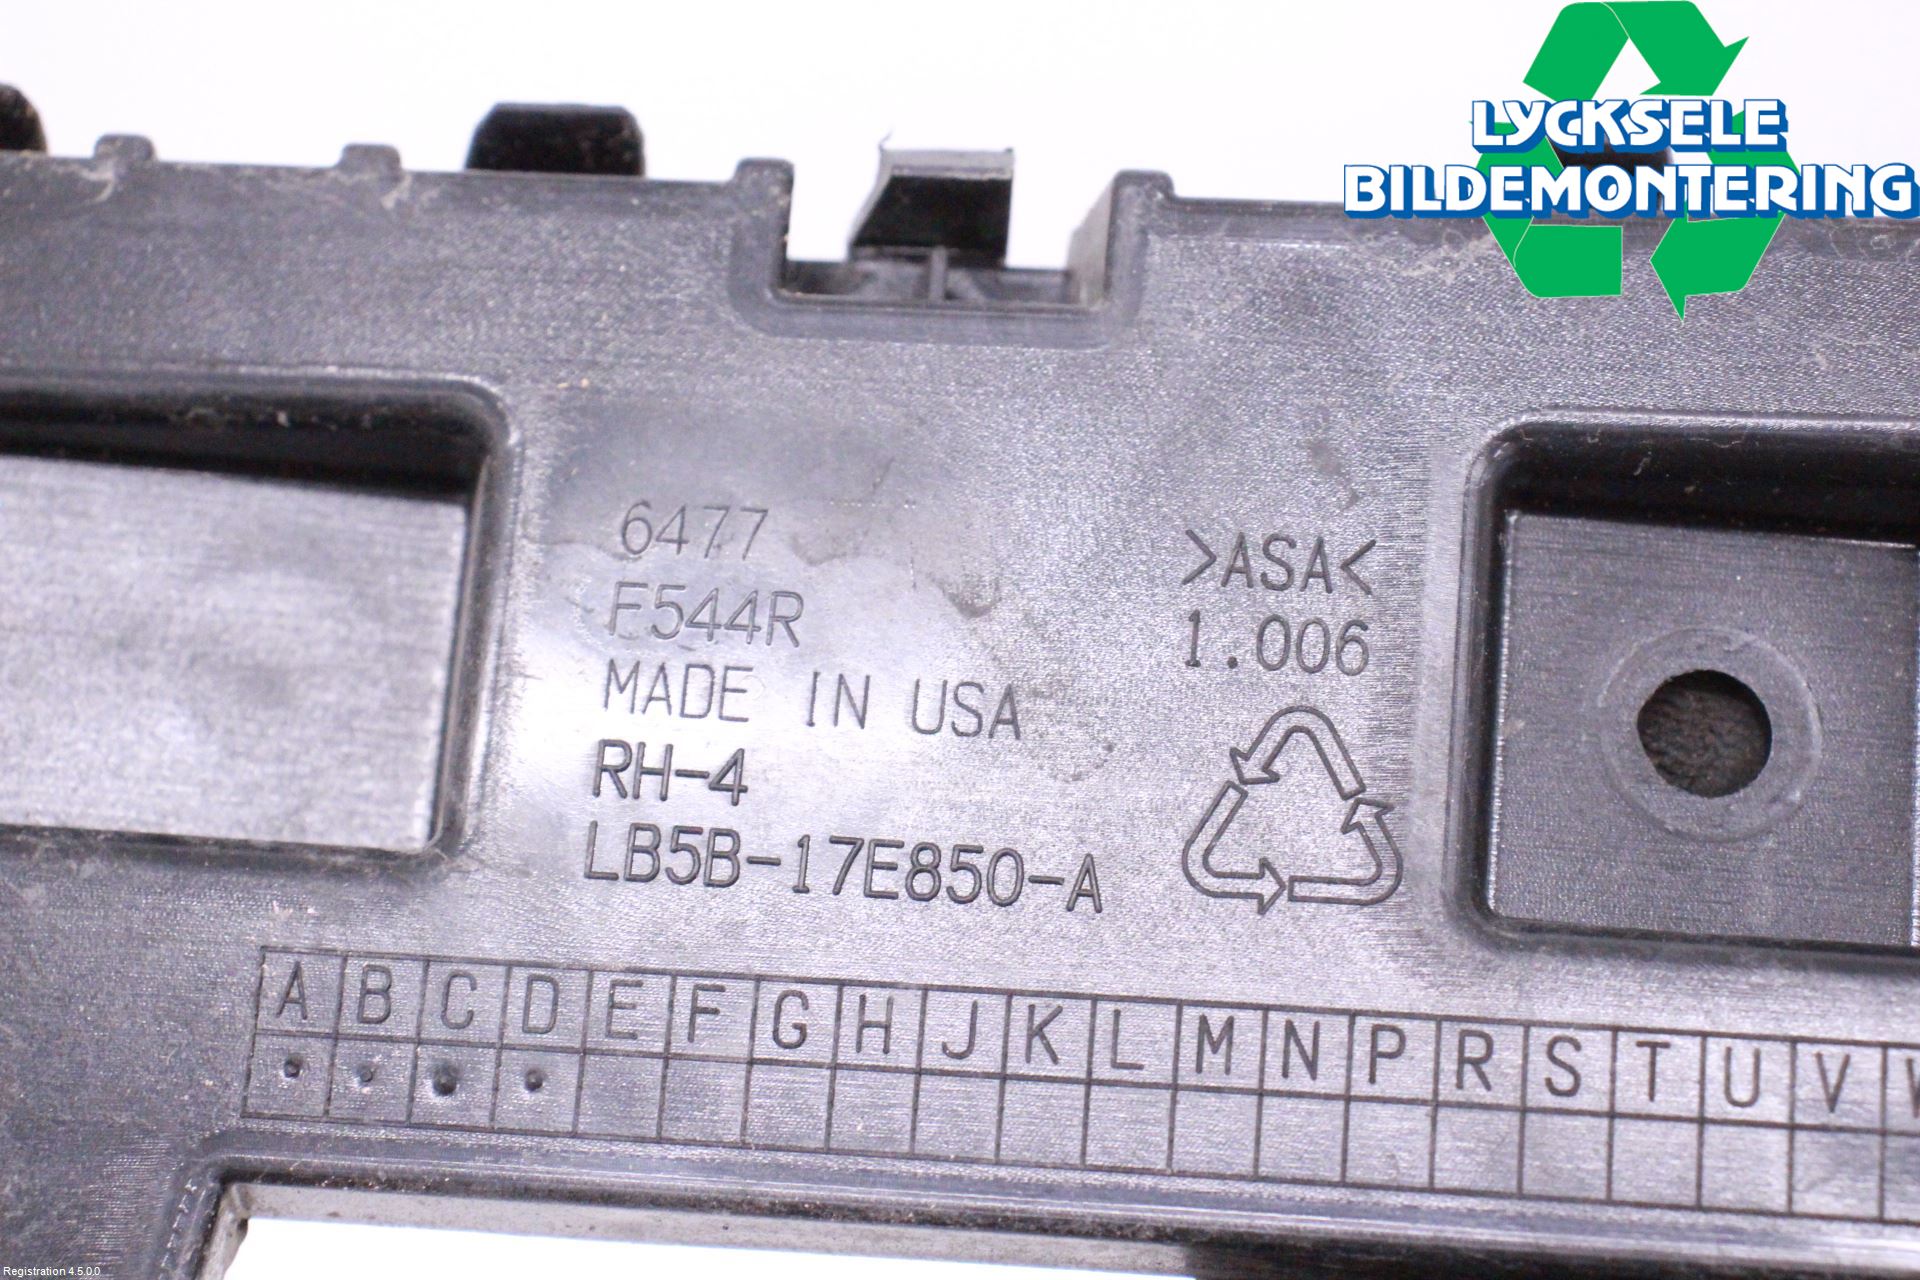 LYCKSELE
BILDEMONTERING
6477
F544R
MADE IN USA
RH-4
LB5B-17E850-A
>ASA<
1.006
A B C D E F G H J K L M N P R S T U V
Registration 4.5.0.0